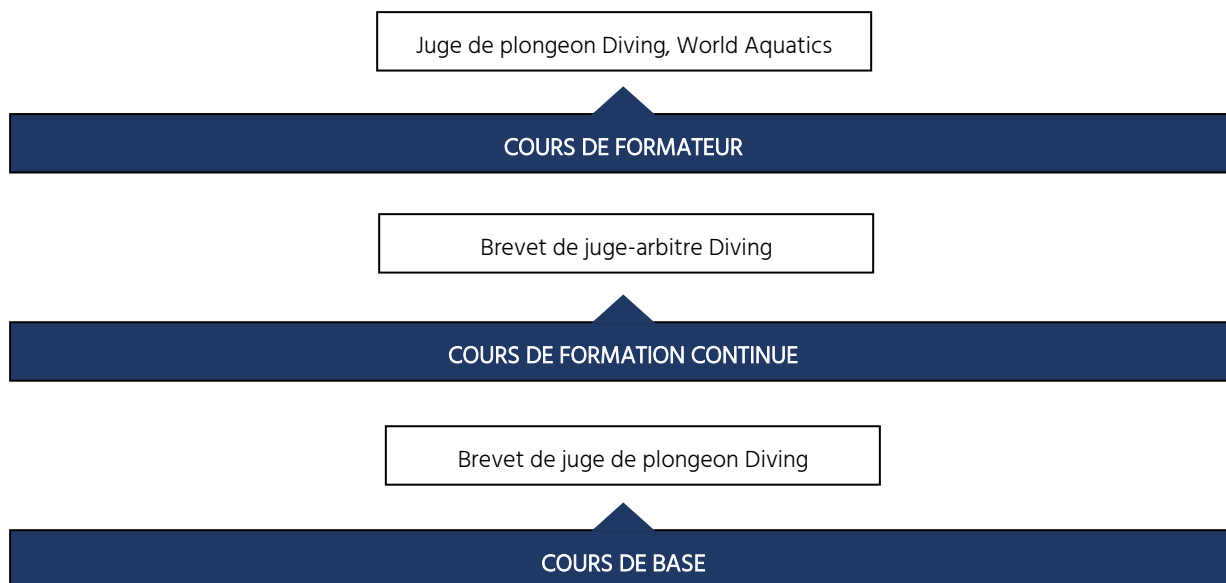 Juge de plongeon Diving, World Aquatics
COURS DE FORMATEUR
Brevet de juge-arbitre Diving
COURS DE FORMATION CONTINUE
Brevet de juge de plongeon Diving
COURS DE BASE